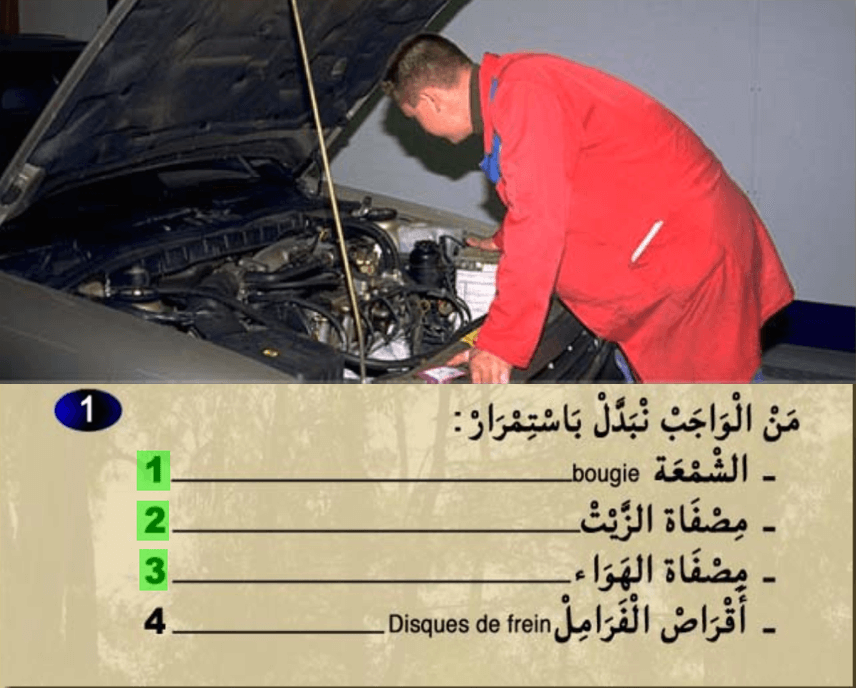 1
مَنْ الْوَاجَبْ نْبَدَّلْ بَاسْتِمْرَارْ :
- الشْمْعَة bougie 1
- مِصْفَاة الزَّيْتْ 2
- مِصْفَاة الهَوَاء 3
- أَقْرَاصْ الْفَرَامِلْ Disques de frein 4